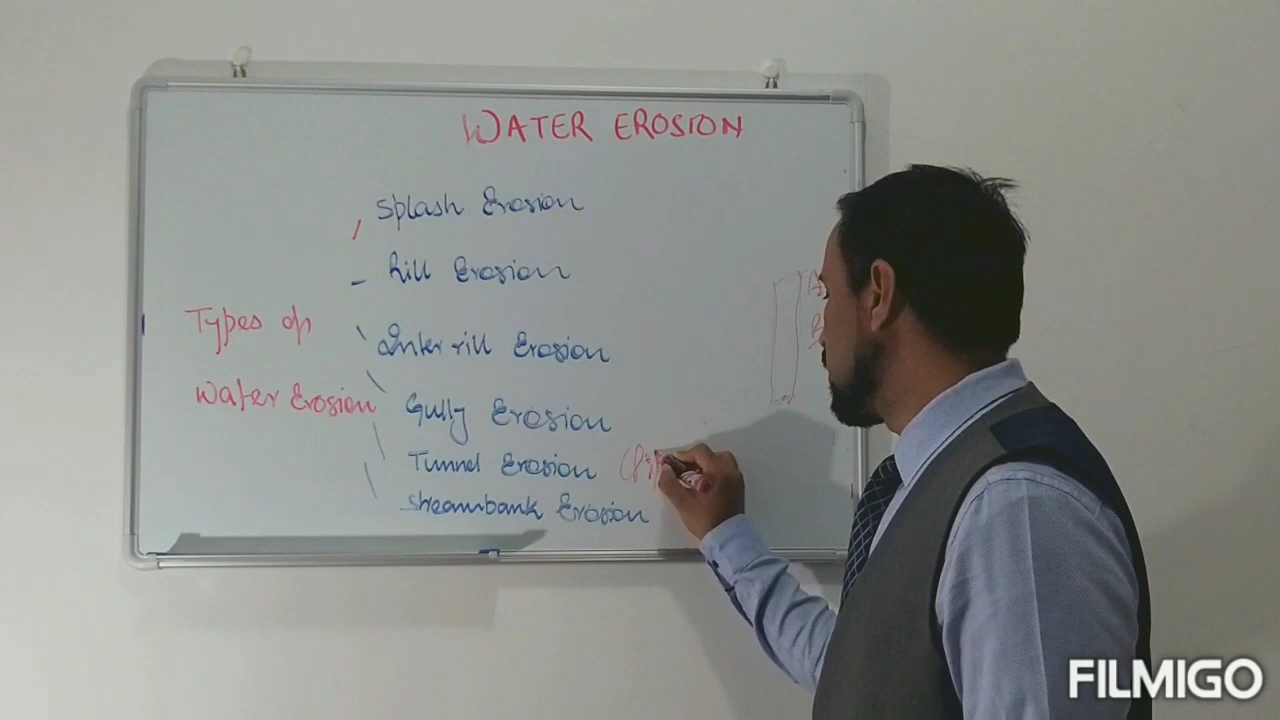 WATER EROSION
Splash Erosion
Rill Erosion
Types of
Inter rill Erosion
Water Erosion
Gully Erosion
Tunnel Erosion
Streambank Erosion
FILMIGO